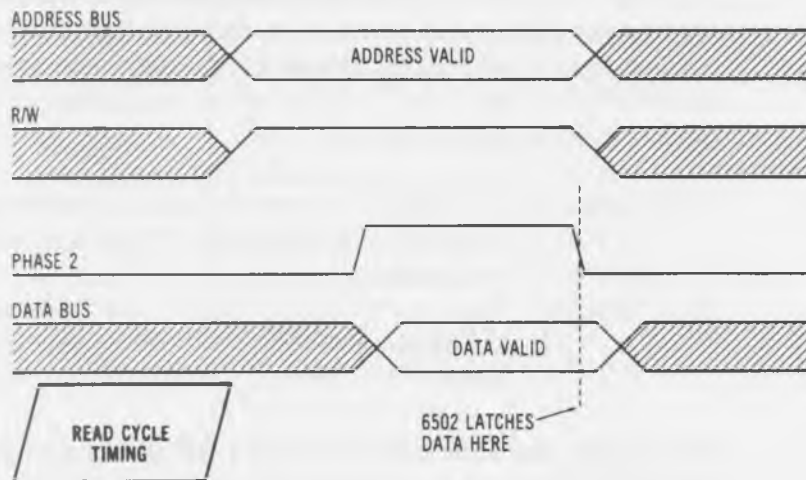 ADDRESS BUS
ADDRESS VALID
R/W
PHASE 2
DATA BUS
DATA VALID
6502 LATCHES
DATA HERE
READ CYCLE
TIMING